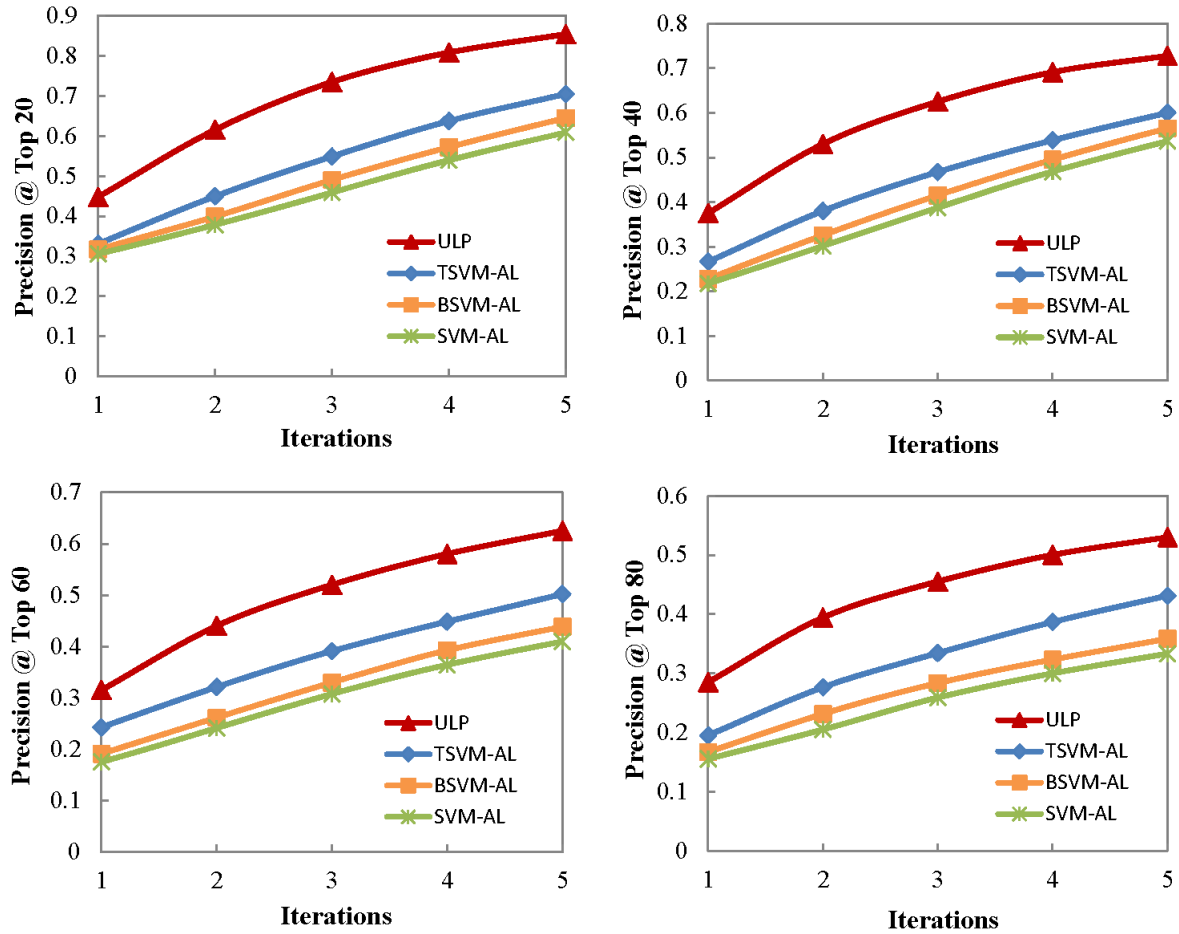 Precision @ Top 20
0.9
0.8
0.7
0.6
0.5
0.4
0.3
0.2
0.1
0
ULP
TSVM-AL
BSVM-AL
SVM-AL
1 2 3 4 5
Iterations
Precision @ Top 40
0.8
0.7
0.6
0.5
0.4
0.3
0.2
0.1
0
ULP
TSVM-AL
BSVM-AL
SVM-AL
1 2 3 4 5
Iterations
Precision @ Top 60
0.7
0.6
0.5
0.4
0.3
0.2
0.1
0
ULP
TSVM-AL
BSVM-AL
SVM-AL
1 2 3 4 5
Iterations
Precision @ Top 80
0.6
0.5
0.4
0.3
0.2
0.1
0
ULP
TSVM-AL
BSVM-AL
SVM-AL
1 2 3 4 5
Iterations